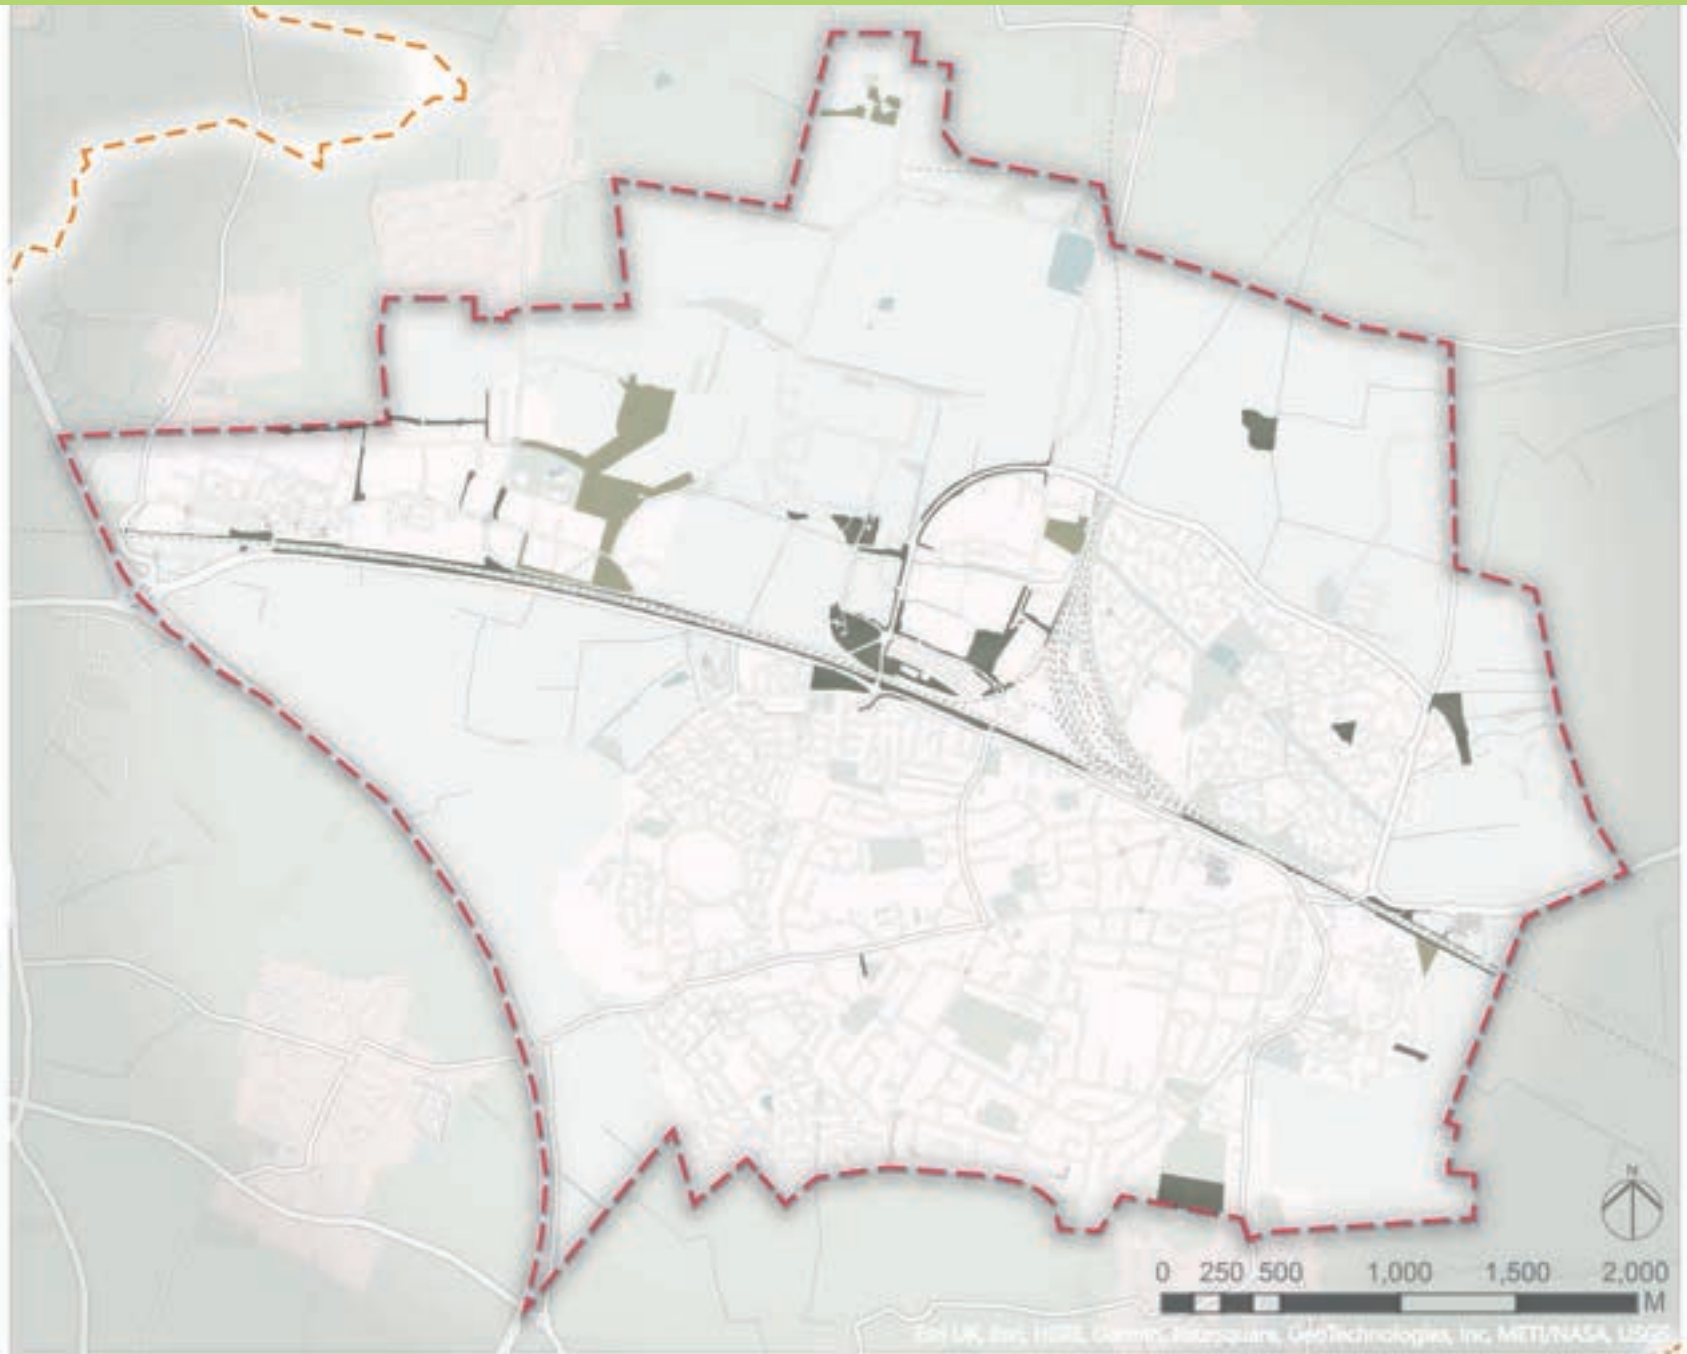 N
0 250 500 1,000 1,500 2,000
M
Esri UK, Esri, HERE, Garmin, Foursquare, GeoTechnologies, Inc, METI/NASA, USGS